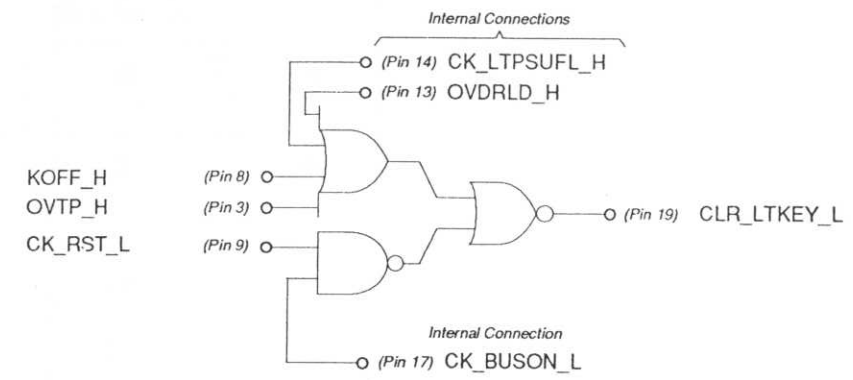 Internal Connections
(Pin 14) CK_LTPSUFL_H
(Pin 13) OVDRLD_H
KOFF_H (Pin 8)
OVTP_H (Pin 3)
(Pin 19) CLR_LTKEY_L
CK_RST_L (Pin 9)
Internal Connection
(Pin 17) CK_BUSON_L